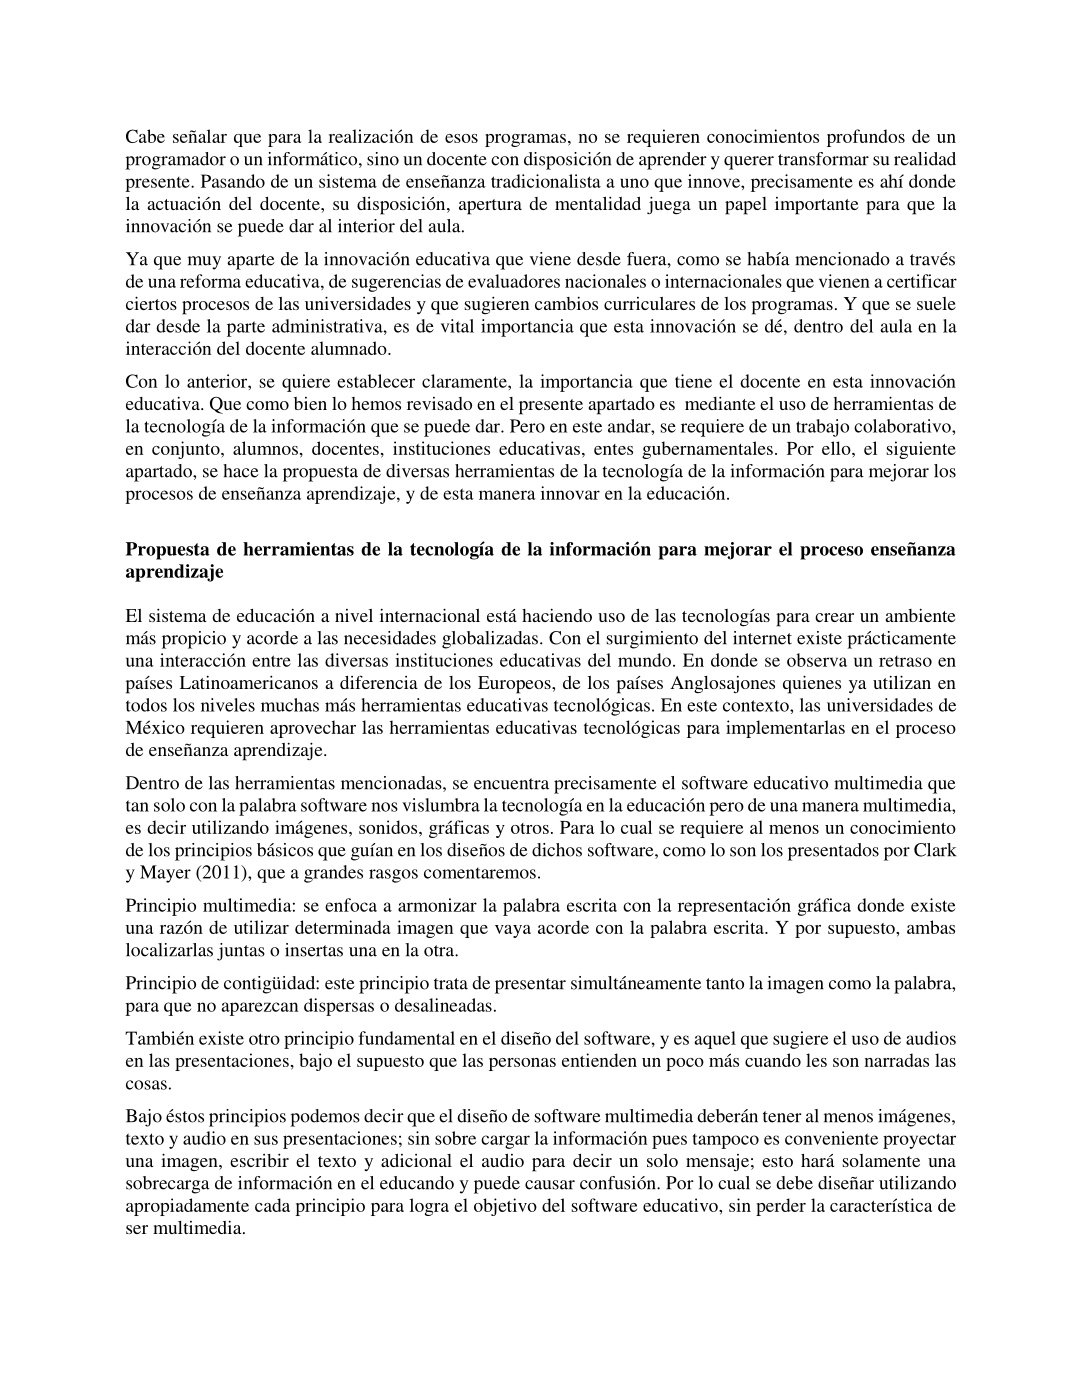 Cabe señalar que para la realización de esos programas, no se requieren conocimientos profundos de un
programador o un informático, sino un docente con disposición de aprender y querer transformar su realidad
presente. Pasando de un sistema de enseñanza tradicionalista a uno que innove, precisamente es ahí donde
la actuación del docente, su disposición, apertura de mentalidad juega un papel importante para que la
innovación se puede dar al interior del aula.
Ya que muy aparte de la innovación educativa que viene desde fuera, como se había mencionado a través
de una reforma educativa, de sugerencias de evaluadores nacionales o internacionales que vienen a certificar
ciertos procesos de las universidades y que sugieren cambios curriculares de los programas. Y que se suele
dar desde la parte administrativa, es de vital importancia que esta innovación se dé, dentro del aula en la
interacción del docente alumnado.
Con lo anterior, se quiere establecer claramente, la importancia que tiene el docente en esta innovación
educativa. Que como bien lo hemos revisado en el presente apartado es  mediante el uso de herramientas de
la tecnología de la información que se puede dar. Pero en este andar, se requiere de un trabajo colaborativo,
en conjunto, alumnos, docentes, instituciones educativas, entes gubernamentales. Por ello, el siguiente
apartado, se hace la propuesta de diversas herramientas de la tecnología de la información para mejorar los
procesos de enseñanza aprendizaje, y de esta manera innovar en la educación.
Propuesta de herramientas de la tecnología de la información para mejorar el proceso enseñanza
aprendizaje
El sistema de educación a nivel internacional está haciendo uso de las tecnologías para crear un ambiente
más propicio y acorde a las necesidades globalizadas. Con el surgimiento del internet existe prácticamente
una interacción entre las diversas instituciones educativas del mundo. En donde se observa un retraso en
países Latinoamericanos a diferencia de los Europeos, de los países Anglosajones quienes ya utilizan en
todos los niveles muchas más herramientas educativas tecnológicas. En este contexto, las universidades de
México requieren aprovechar las herramientas educativas tecnológicas para implementarlas en el proceso
de enseñanza aprendizaje.
Dentro de las herramientas mencionadas, se encuentra precisamente el software educativo multimedia que
tan solo con la palabra software nos vislumbra la tecnología en la educación pero de una manera multimedia,
es decir utilizando imágenes, sonidos, gráficas y otros. Para lo cual se requiere al menos un conocimiento
de los principios básicos que guían en los diseños de dichos software, como lo son los presentados por Clark
y Mayer (2011), que a grandes rasgos comentaremos.
Principio multimedia: se enfoca a armonizar la palabra escrita con la representación gráfica donde existe
una razón de utilizar determinada imagen que vaya acorde con la palabra escrita. Y por supuesto, ambas
localizarlas juntas o insertas una en la otra.
Principio de contigüidad: este principio trata de presentar simultáneamente tanto la imagen como la palabra,
para que no aparezcan dispersas o desalineadas.
También existe otro principio fundamental en el diseño del software, y es aquel que sugiere el uso de audios
en las presentaciones, bajo el supuesto que las personas entienden un poco más cuando les son narradas las
cosas.
Bajo éstos principios podemos decir que el diseño de software multimedia deberán tener al menos imágenes,
texto y audio en sus presentaciones; sin sobre cargar la información pues tampoco es conveniente proyectar
una imagen, escribir el texto y adicional el audio para decir un solo mensaje; esto hará solamente una
sobrecarga de información en el educando y puede causar confusión. Por lo cual se debe diseñar utilizando
apropiadamente cada principio para logra el objetivo del software educativo, sin perder la característica de
ser multimedia.